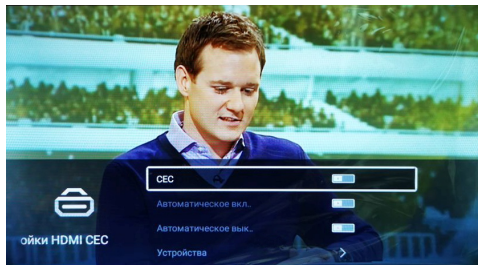 CEC
Автоматическое вкл..
Автоматическое вык..
ойки HDMI CEC
Устройства